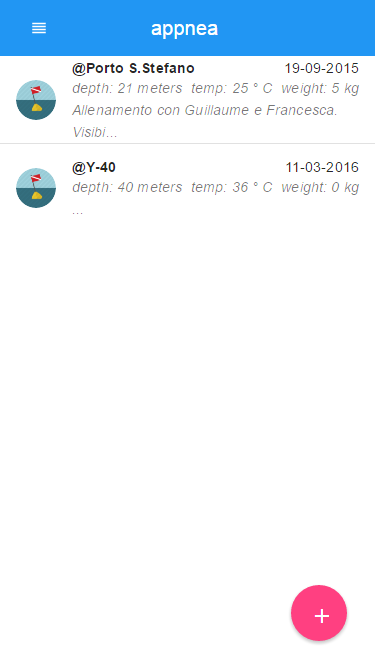 appnea
@Porto S.Stefano 19-09-2015
depth: 21 meters temp: 25 ° C weight: 5 kg
Allenamento con Guillaume e Francesca.
Visibi...
@Y-40 11-03-2016
depth: 40 meters temp: 36 ° C weight: 0 kg
...
+